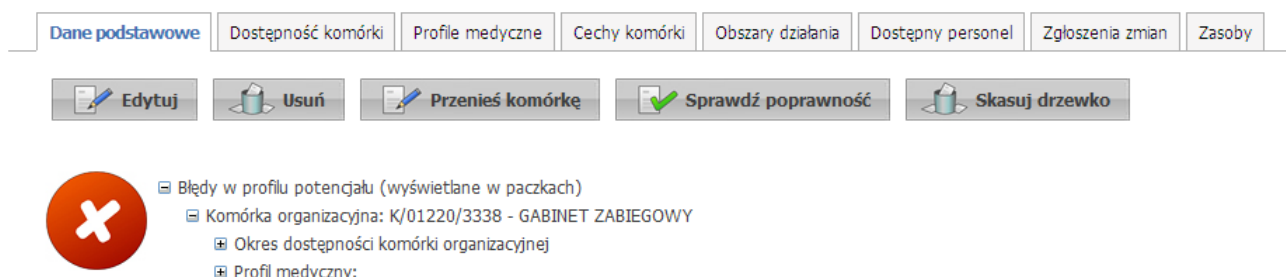 Dane podstawowe Dostępność komórki Profile medyczne Cechy komórki Obszary działania Dostępny personel Zgłoszenia zmian Zasoby
Edytuj Usuń Przenieś komórkę Sprawdź poprawność Skasuj drzewko
Błędy w profilu potencjału (wyświetlane w paczkach)
Komórka organizacyjna: K/01220/3338 - GABINET ZABIEGOWY
Okres dostępności komórki organizacyjnej
Profil medyczny: